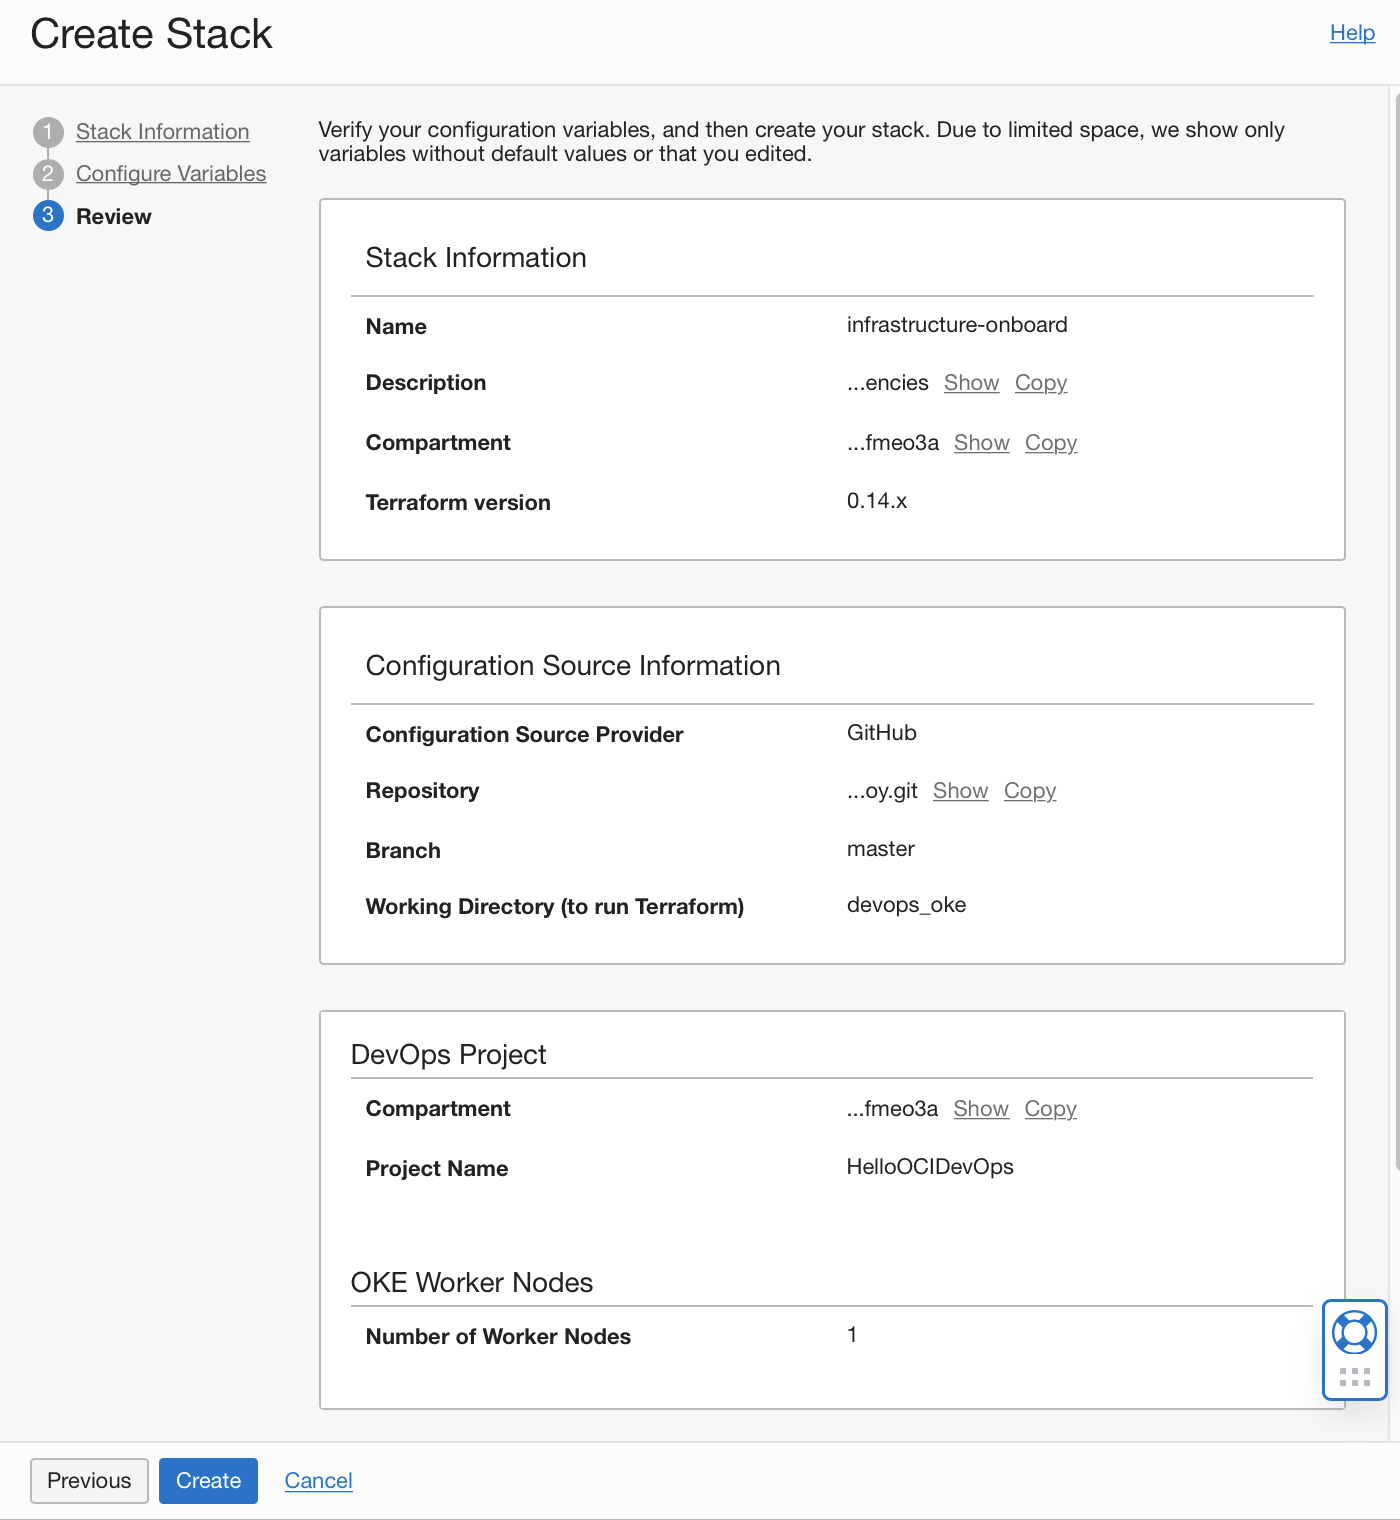 Create Stack
Help
1 Stack Information
2 Configure Variables
3 Review
Verify your configuration variables, and then create your stack. Due to limited space, we show only
variables without default values or that you edited.
Stack Information
Name infrastructure-onboard
Description ...encies Show Copy
Compartment ...fmeo3a Show Copy
Terraform version 0.14.x
Configuration Source Information
Configuration Source Provider GitHub
Repository ...oy.git Show Copy
Branch master
Working Directory (to run Terraform) devops_oke
DevOps Project
Compartment ...fmeo3a Show Copy
Project Name HelloOCIDevOps
OKE Worker Nodes
Number of Worker Nodes 1
Previous Create Cancel